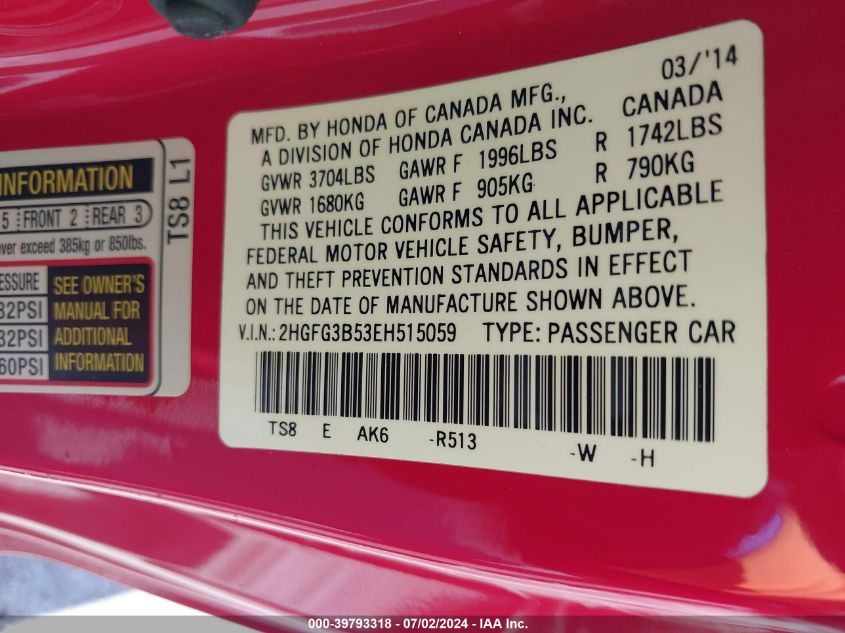 03/'14
MFD. BY HONDA OF CANADA MFG.,
A DIVISION OF HONDA CANADA INC. CANADA
GVWR 3704LBS GAWR F 1996LBS R 1742LBS
GVWR 1680KG GAWR F 905KG R 790KG
THIS VEHICLE CONFORMS TO ALL APPLICABLE
FEDERAL MOTOR VEHICLE SAFETY, BUMPER,
AND THEFT PREVENTION STANDARDS IN EFFECT
ON THE DATE OF MANUFACTURE SHOWN ABOVE.
V.I.N.: 2HGFG3B53EH515059 TYPE: PASSENGER CAR
TS8 E AK6 -R513 -W -H
INFORMATION
5 FRONT 2 REAR 3
exceed 385kg or 850lbs.
SEE OWNER'S
MANUAL FOR
ADDITIONAL
INFORMATION
32PSI
32PSI
60PSI
TS8 L1
000-39793318 - 07/02/2024 - IAA Inc.